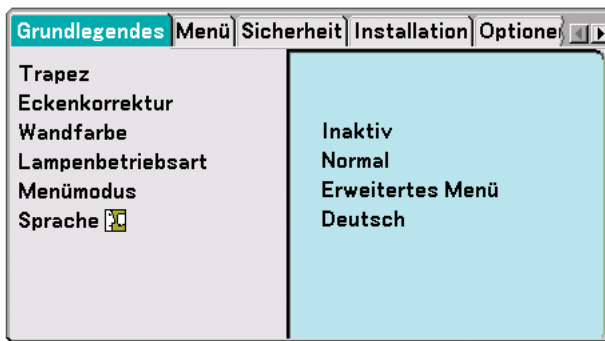 Grundlegendes Menü Sicherheit Installation
Trapez
Eckenkorrektur
Wandfarbe Inaktiv
Lampenbetriebsart Normal
Menümodus Erweitertes Menü
Sprache Deutsch